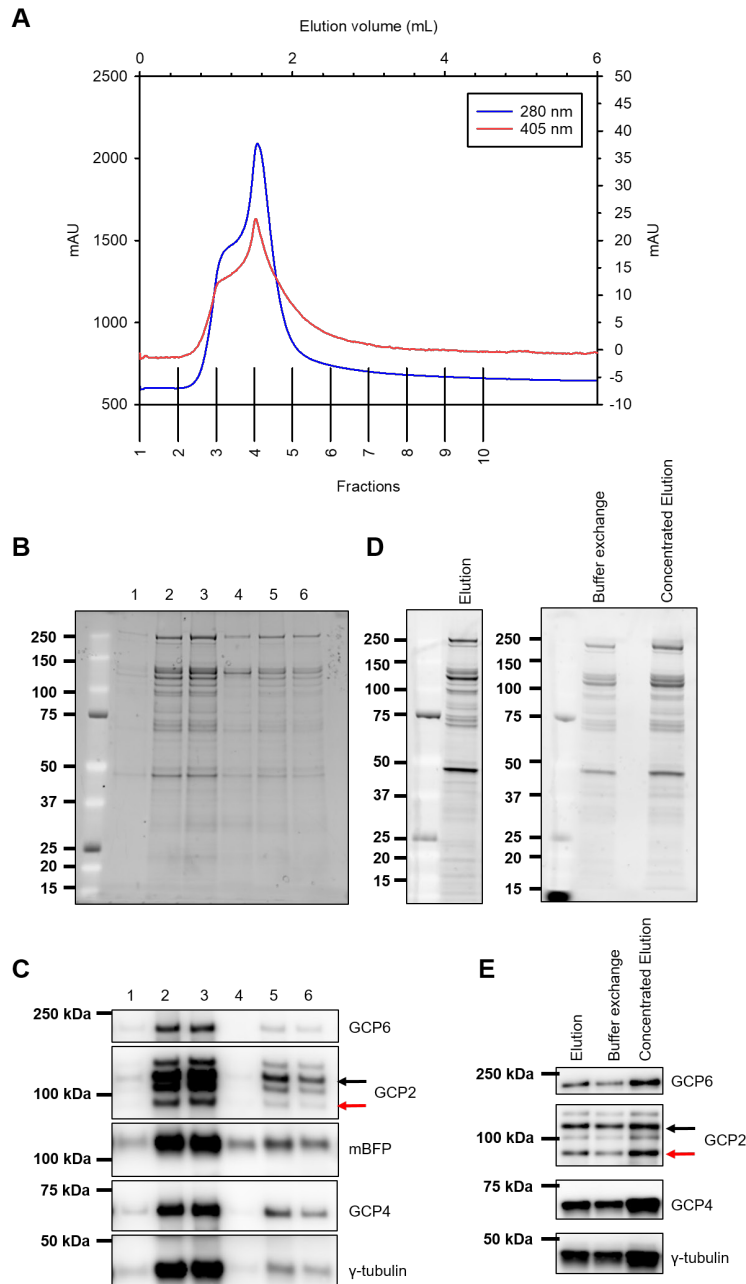 A
Elution volume (mL)
0 2 4 6
2500 50
45
40
2000 35
30
25
1500 20
15
10
1000 5
0
-5
500 -10
mAU
mAU
280 nm
405 nm
1 2 3 4 5 6 7 8 9 10
Fractions
B
1 2 3 4 5 6
250
150
100
75
50
37
25
20
15
D
Elution
250
150
100
75
50
37
25
20
15
Buffer exchange
Concentrated Elution
250
150
100
75
50
37
25
20
15
C
1 2 3 4 5 6
250 kDa
GCP6
100 kDa
GCP2
mBFP
100 kDa
75 kDa
GCP4
50 kDa
γ-tubulin
E
Elution
Buffer exchange
Concentrated Elution
250 kDa
GCP6
100 kDa
GCP2
75 kDa
GCP4
50 kDa
γ-tubulin